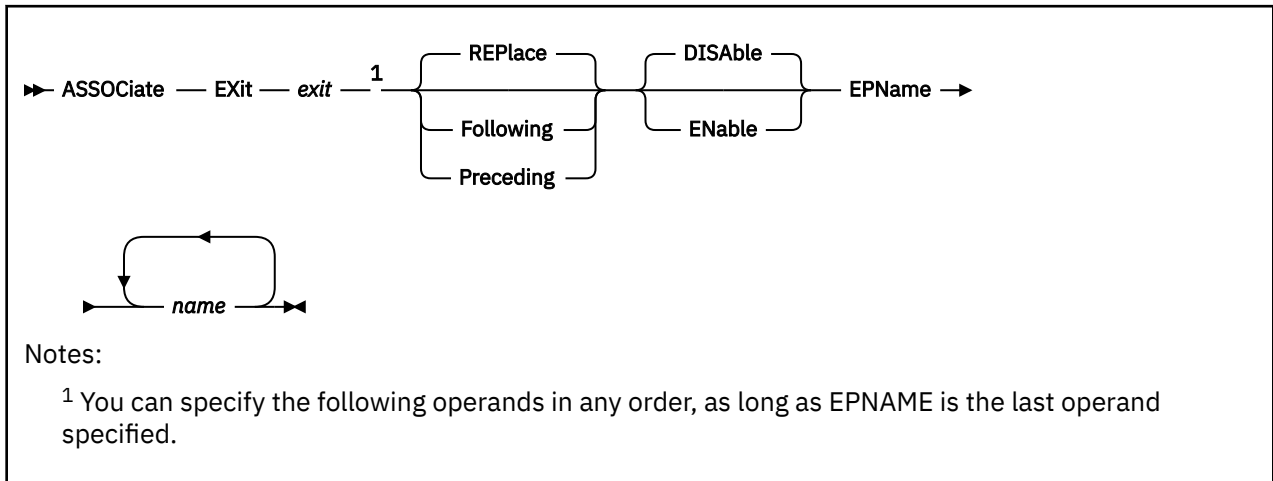 REPlace DISAble
ASSOCiate EXit exit 1 EPName
Following ENable
Preceding
name
Notes:
1 You can specify the following operands in any order, as long as EPNAME is the last operand
specified.